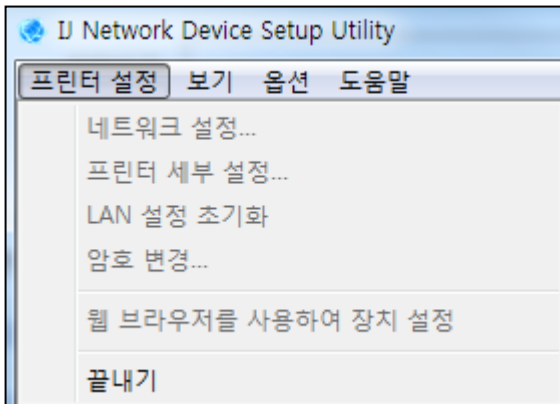 IJ Network Device Setup Utility
프린터 설정 보기 옵션 도움말
네트워크 설정...
프린터 세부 설정...
LAN 설정 초기화
암호 변경...
웹 브라우저를 사용하여 장치 설정
끝내기